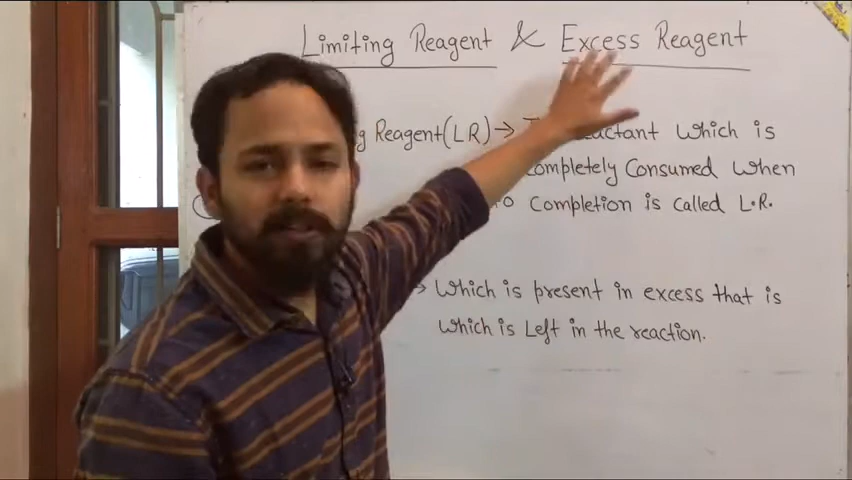 Limiting Reagent & Excess Reagent
Reagent(LR) → which is
completely Consumed when
completion is called L.R.
which is present in excess that is
which is Left in the reaction.